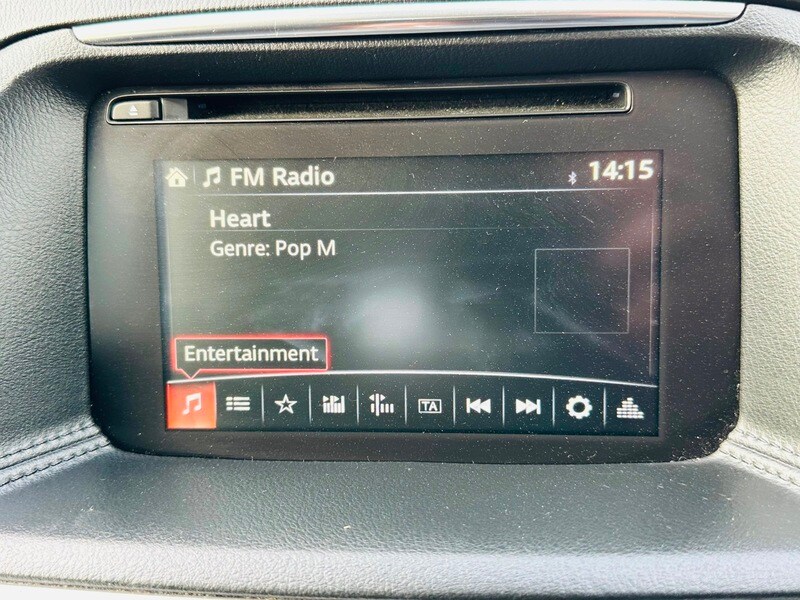 FM Radio 14:15
Heart
Genre: Pop M
Entertainment
TA